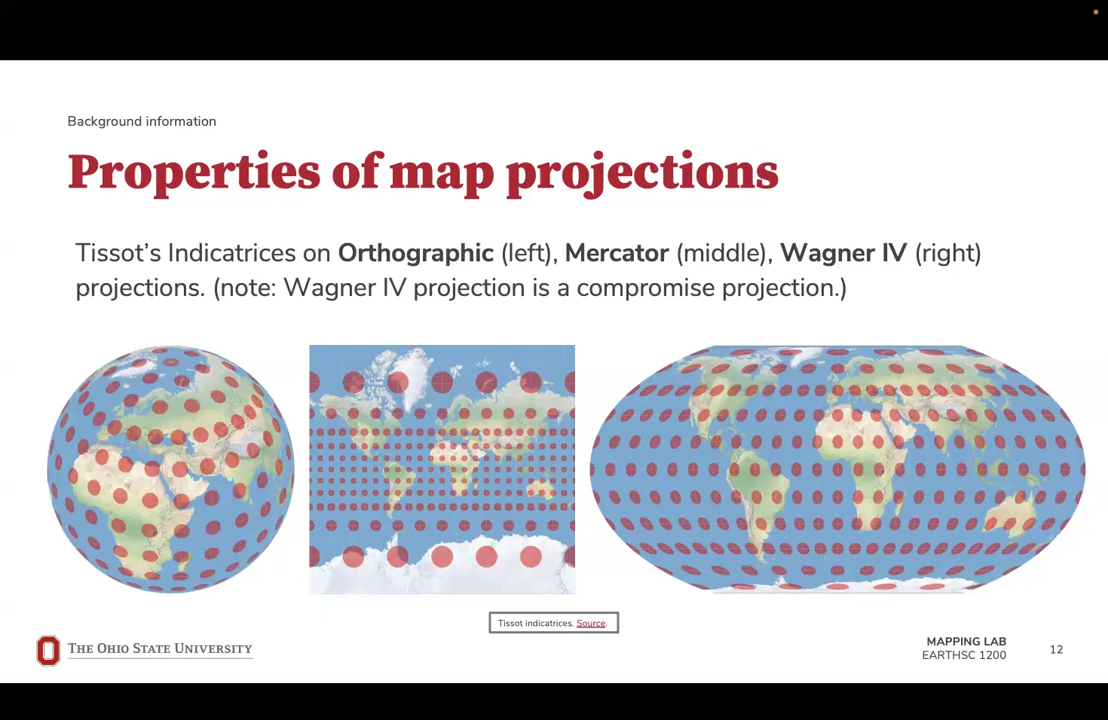 Background information
Properties of map projections
Tissot’s Indicatrices on Orthographic (left), Mercator (middle), Wagner IV (right)
projections. (note: Wagner IV projection is a compromise projection.)
Tissot indicatrices. Source.
THE OHIO STATE UNIVERSITY
MAPPING LAB
EARTHSC 1200
12